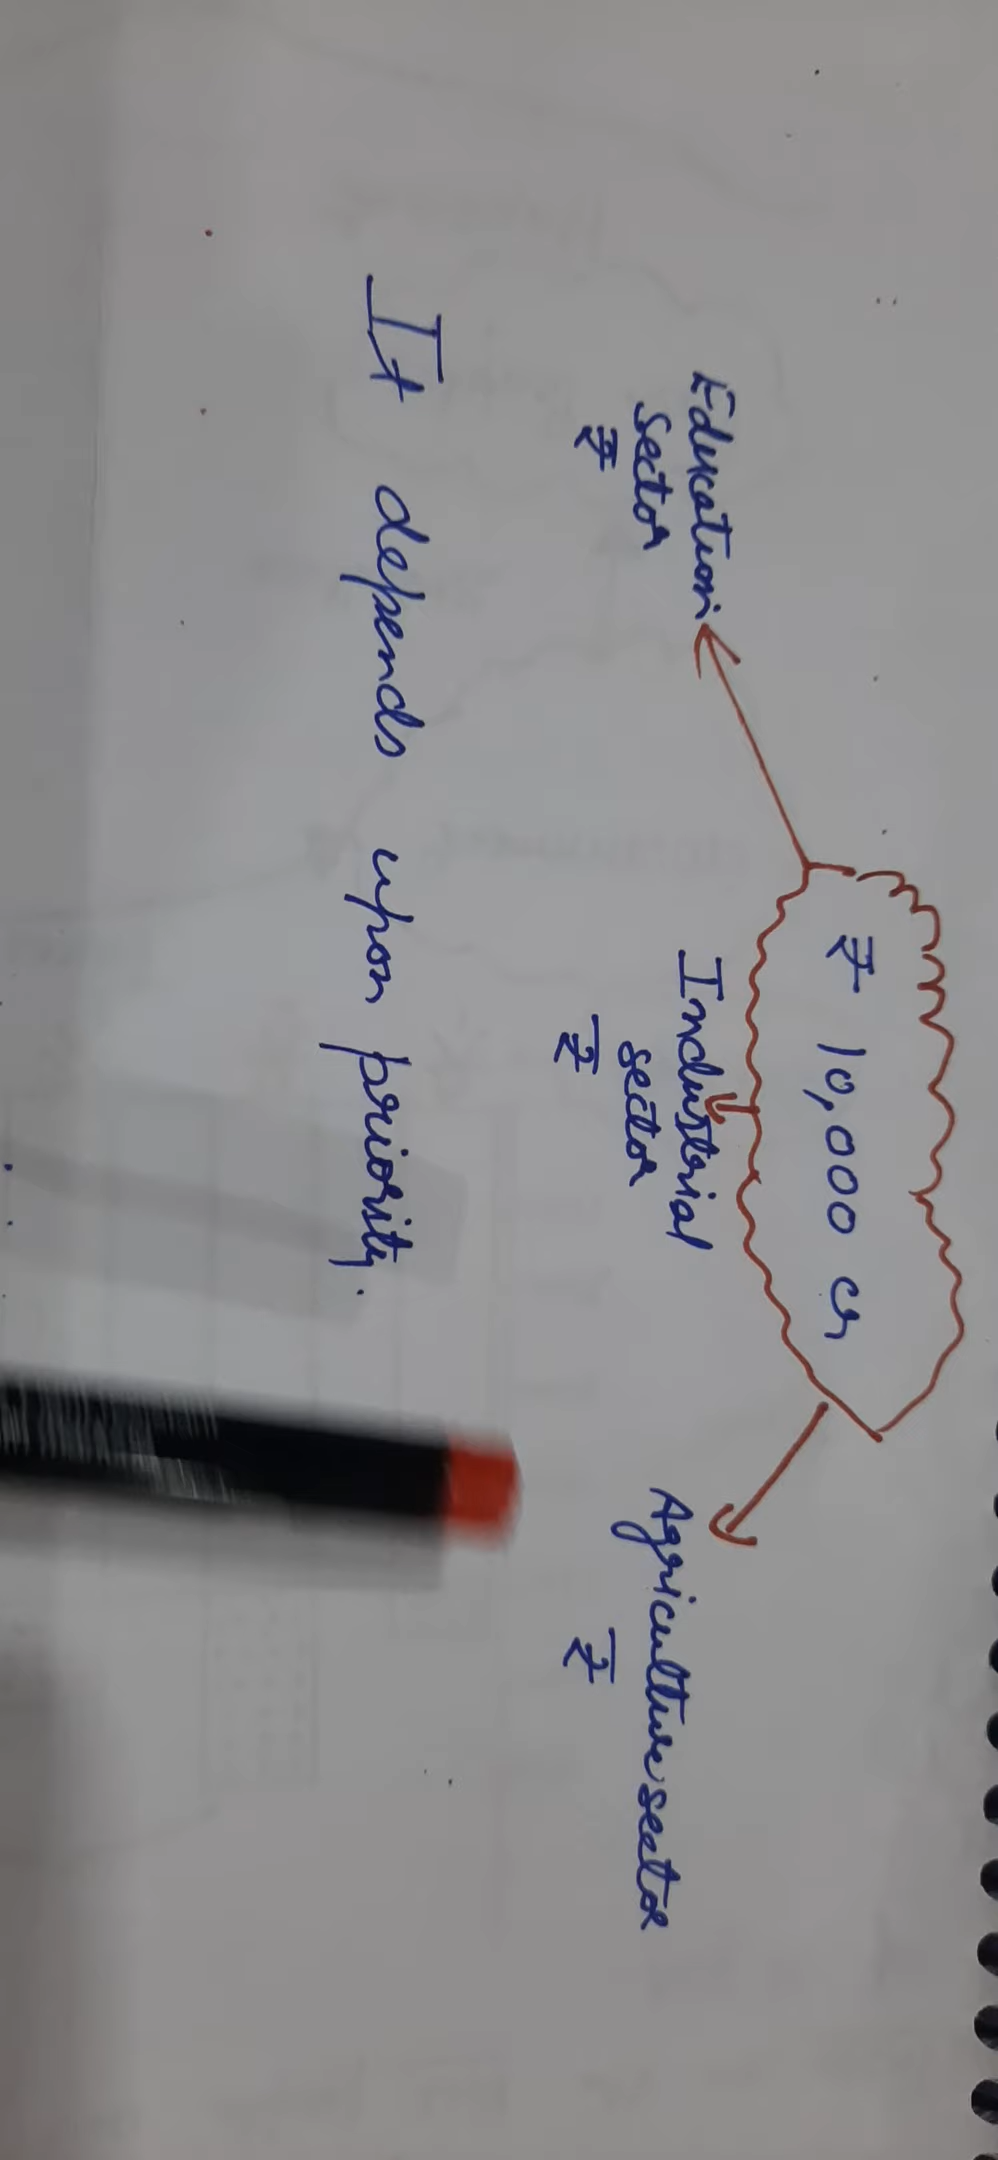 ₹ 10,000 cr
Education
sector
₹
Industrial
sector
₹
Agriculture sector
₹
It depends upon priority.